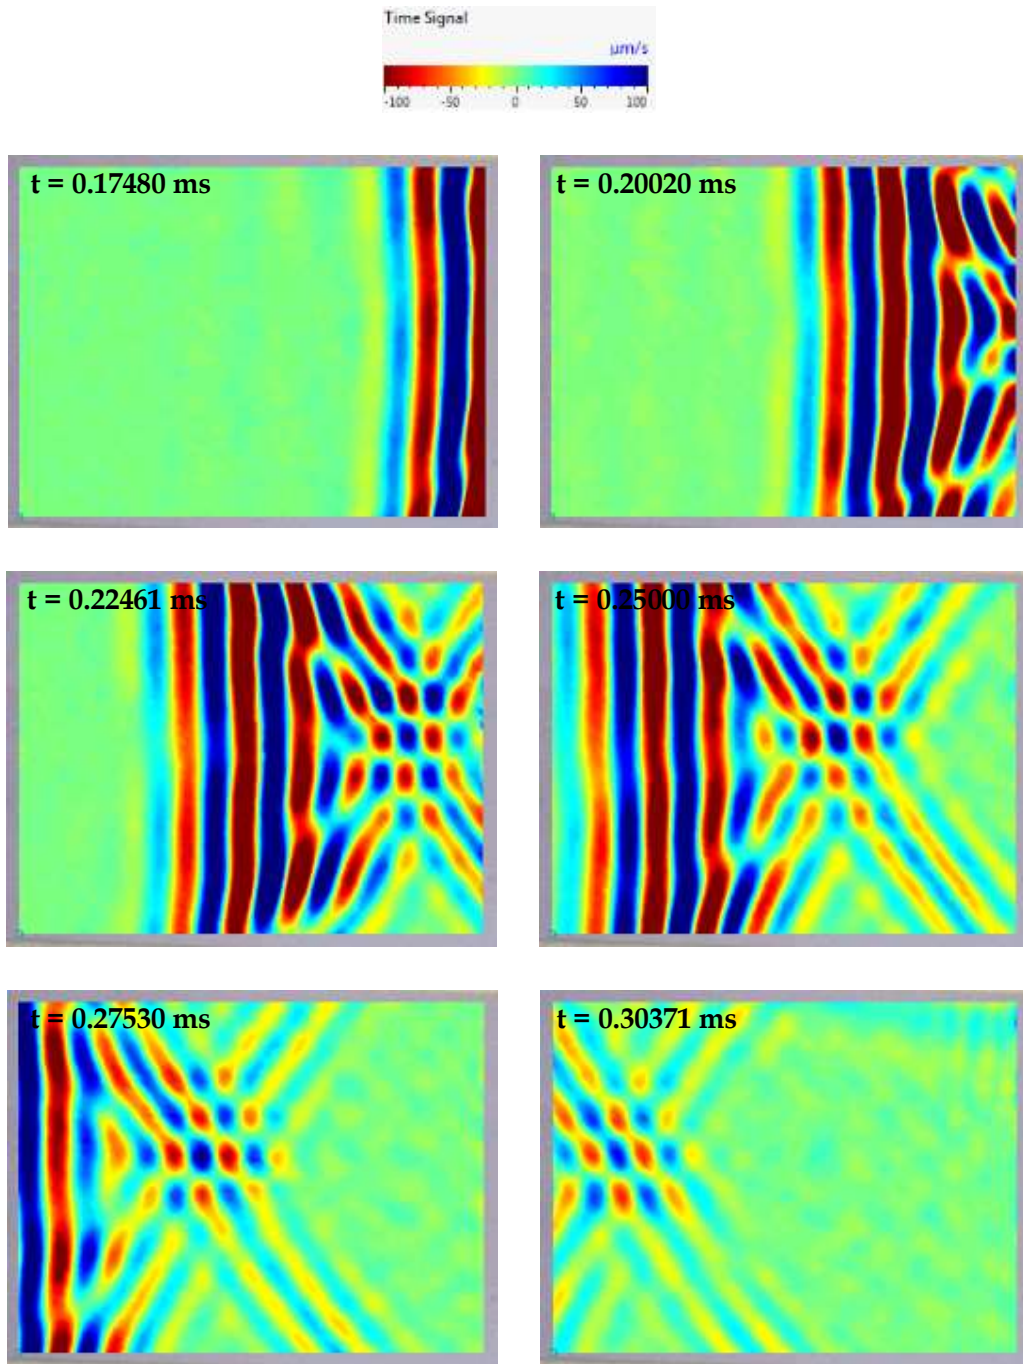 Time Signal
μm/s
-100 -50 0 50 100
t = 0.17480 ms
t = 0.20020 ms
t = 0.22461 ms
t = 0.25000 ms
t = 0.27530 ms
t = 0.30371 ms